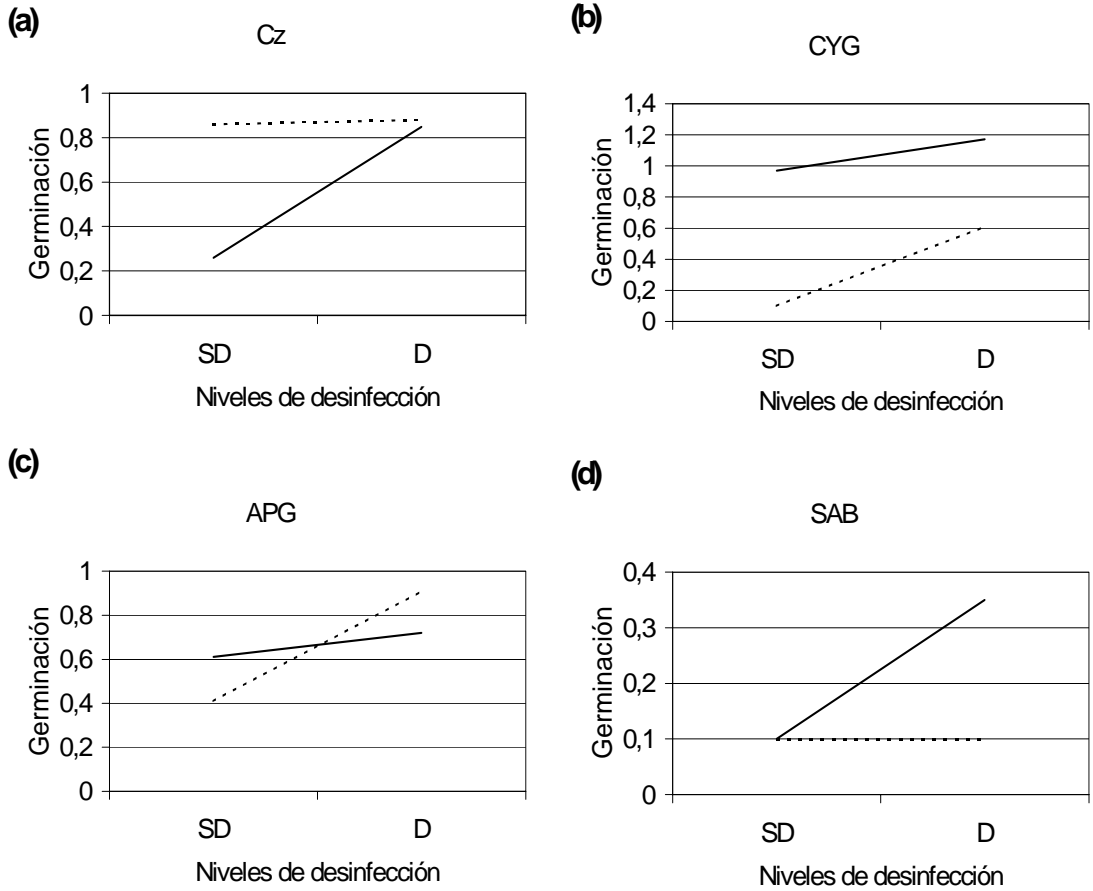 (a)
Cz
1
0,8
0,6
0,4
0,2
0
Germinación
SD D
Niveles de desinfección
(b)
CYG
1,4
1,2
1
0,8
0,6
0,4
0,2
0
Germinación
SD D
Niveles de desinfección
(c)
APG
1
0,8
0,6
0,4
0,2
0
Germinación
SD D
Niveles de desinfección
(d)
SAB
0,4
0,3
0,2
0,1
0
Germinación
SD D
Niveles de desinfección